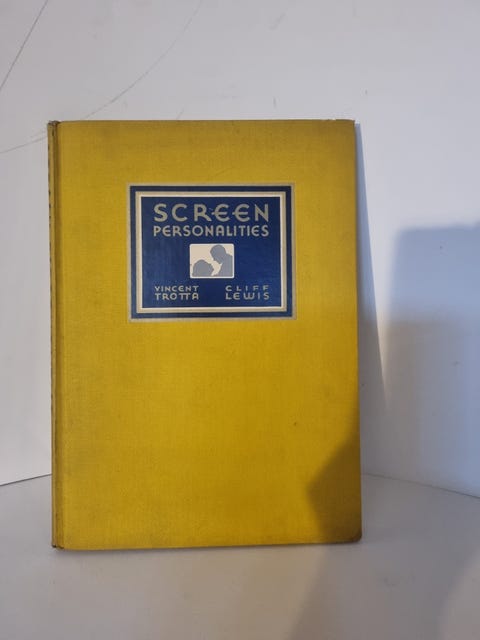 SCREEN
PERSONALITIES
VINCENT TROTTA
CLIFF LEWIS